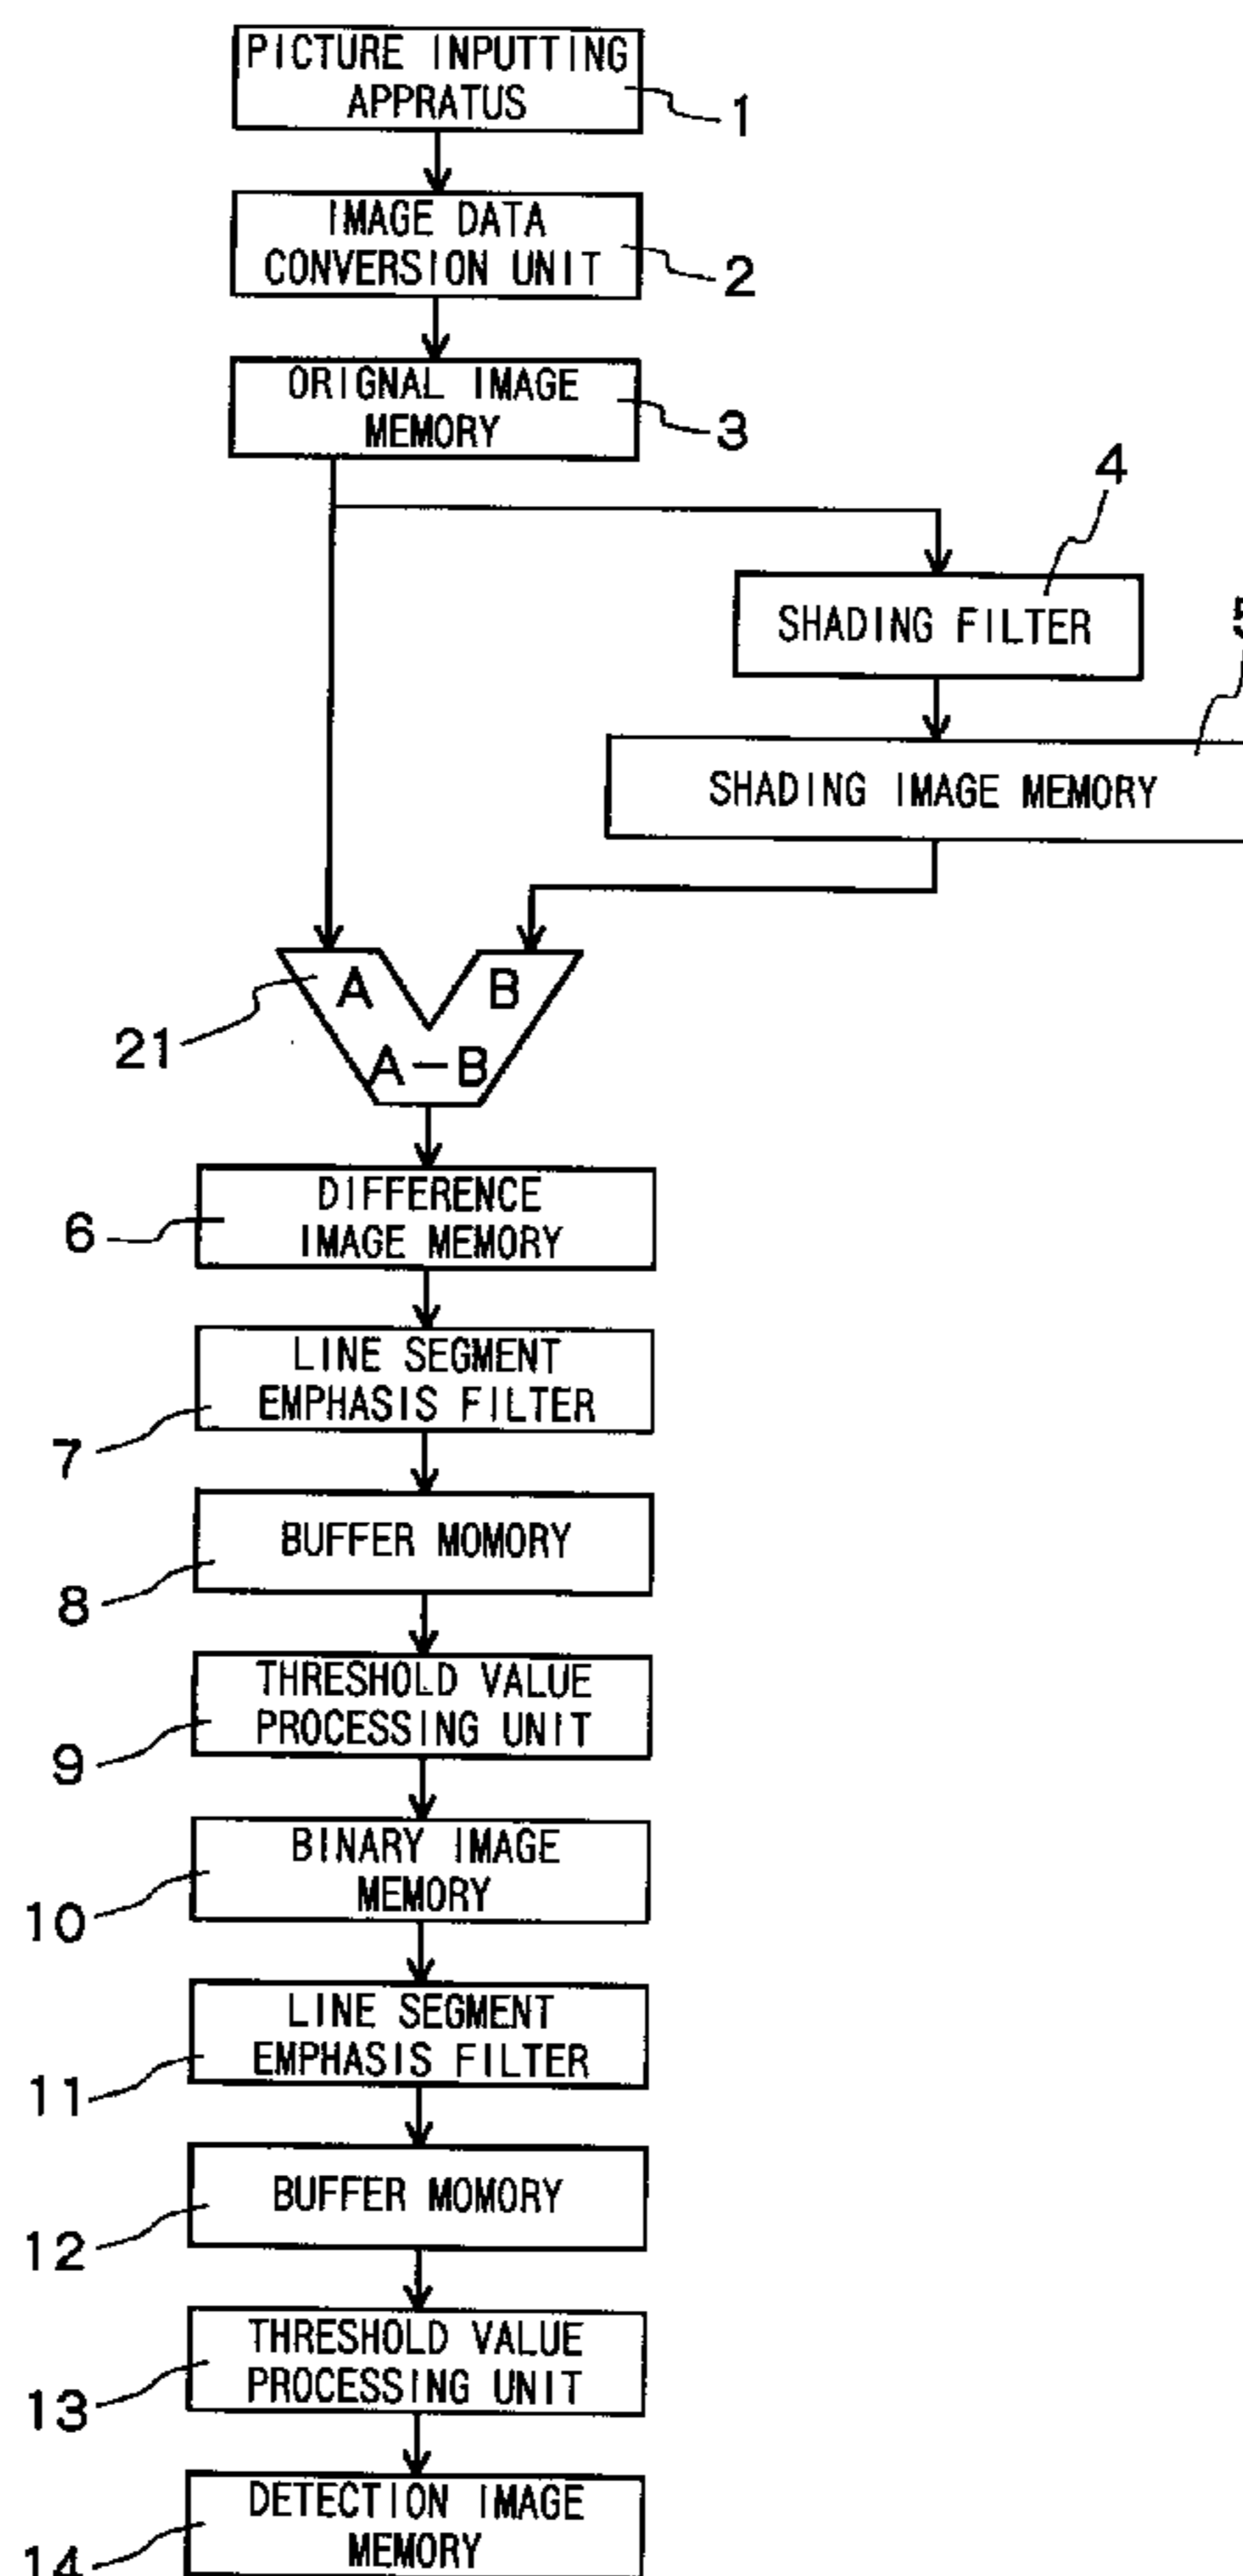 PICTURE INPUTTING
APPRATUS
1
IMAGE DATA
CONVERSION UNIT
2
ORIGNAL IMAGE
MEMORY
3
4
SHADING FILTER
5
SHADING IMAGE MEMORY
A B
21
A-B
DIFFERENCE
IMAGE MEMORY
6
LINE SEGMENT
EMPHASIS FILTER
7
BUFFER MOMORY
8
THRESHOLD VALUE
PROCESSING UNIT
9
BINARY IMAGE
MEMORY
10
LINE SEGMENT
EMPHASIS FILTER
11
BUFFER MOMORY
12
THRESHOLD VALUE
PROCESSING UNIT
13
DETECTION IMAGE
MEMORY
14